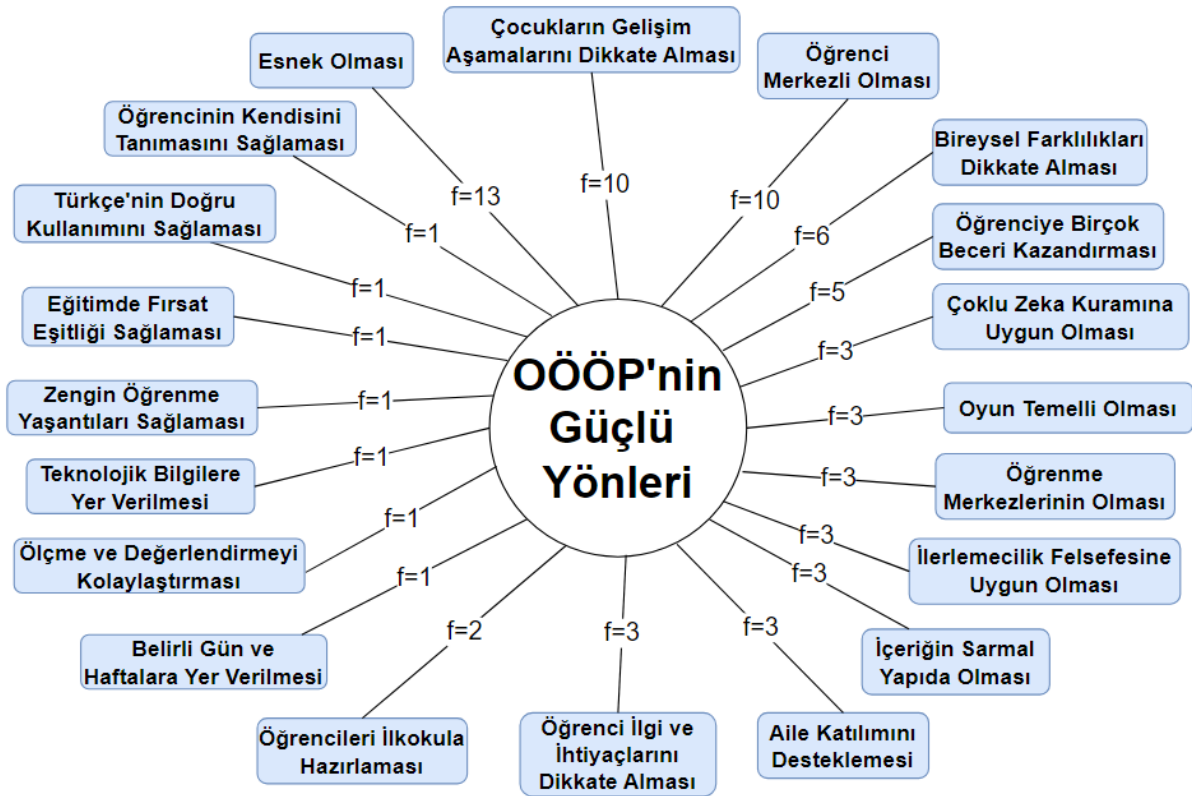 Çocukların Gelişim
Aşamalarını Dikkate Alması
f=10
Öğrenci
Merkezli Olması
f=10
Bireysel Farklılıkları
Dikkate Alması
f=6
Öğrenciye Birçok
Beceri Kazandırması
f=5
Çoklu Zeka Kuramına
Uygun Olması
f=3
Oyun Temelli Olması
f=3
Öğrenme
Merkezlerinin Olması
f=3
İlerlemecilik Felsefesine
Uygun Olması
f=3
İçeriğin Sarmal
Yapıda Olması
f=3
Aile Katılımını
Desteklemesi
f=3
Öğrenci İlgi ve
İhtiyaçlarını
Dikkate Alması
f=3
Öğrencileri İlkokula
Hazırlaması
f=2
Belirli Gün ve
Haftalara Yer Verilmesi
f=1
Ölçme ve Değerlendirmeyi
Kolaylaştırması
f=1
Teknolojik Bilgilere
Yer Verilmesi
f=1
Zengin Öğrenme
Yaşantıları Sağlaması
f=1
Eğitimde Fırsat
Eşitliği Sağlaması
f=1
Türkçe'nin Doğru
Kullanımını Sağlaması
f=1
Öğrencinin Kendisini
Tanımasını Sağlaması
f=1
Esnek Olması
f=13
OÖÖP'nin
Güçlü
Yönleri